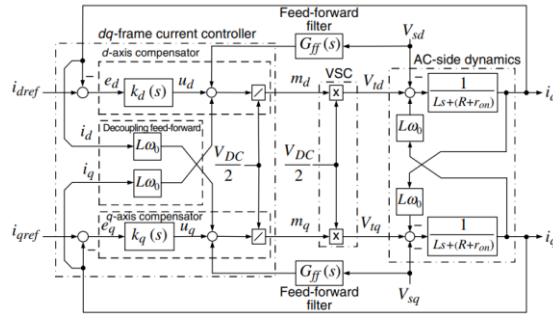 Feed-forward
filter
dq-frame current controller
G_ff(s)
V_sd
d-axis compensator
AC-side dynamics
VSC
i_dref
e_d
k_d(s)
u_d
m_d
V_td
1
Ls+(R+r_on)
i_d
i_d
Decoupling feed-forward
Lω_0
V_DC
2
V_DC
2
Lω_0
i_q
Lω_0
Lω_0
q-axis compensator
i_qref
e_q
k_q(s)
u_q
m_q
V_tq
1
Ls+(R+r_on)
G_ff(s)
Feed-forward
filter
V_sq